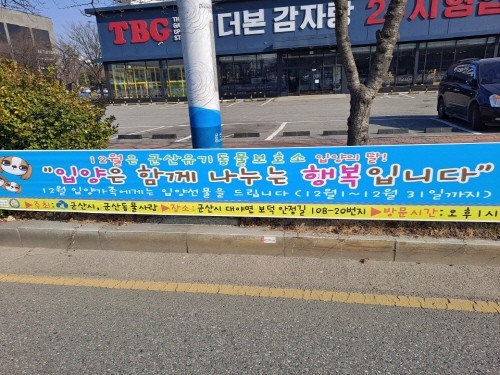 TBG
더본 감자탕 24시형
12월은 군산유기동물보호소 입양의 달!
"입양은 함께 나누는 행복입니다"
12월 입양가족에게는 입양선물을 드립니다 (12월1~12월 31일까지)
▶주최: 군산시, 군산동물사랑 ▶장소: 군산시 대야면 보덕 안정길 108-20번지 ▶방문시간: 오후 1시